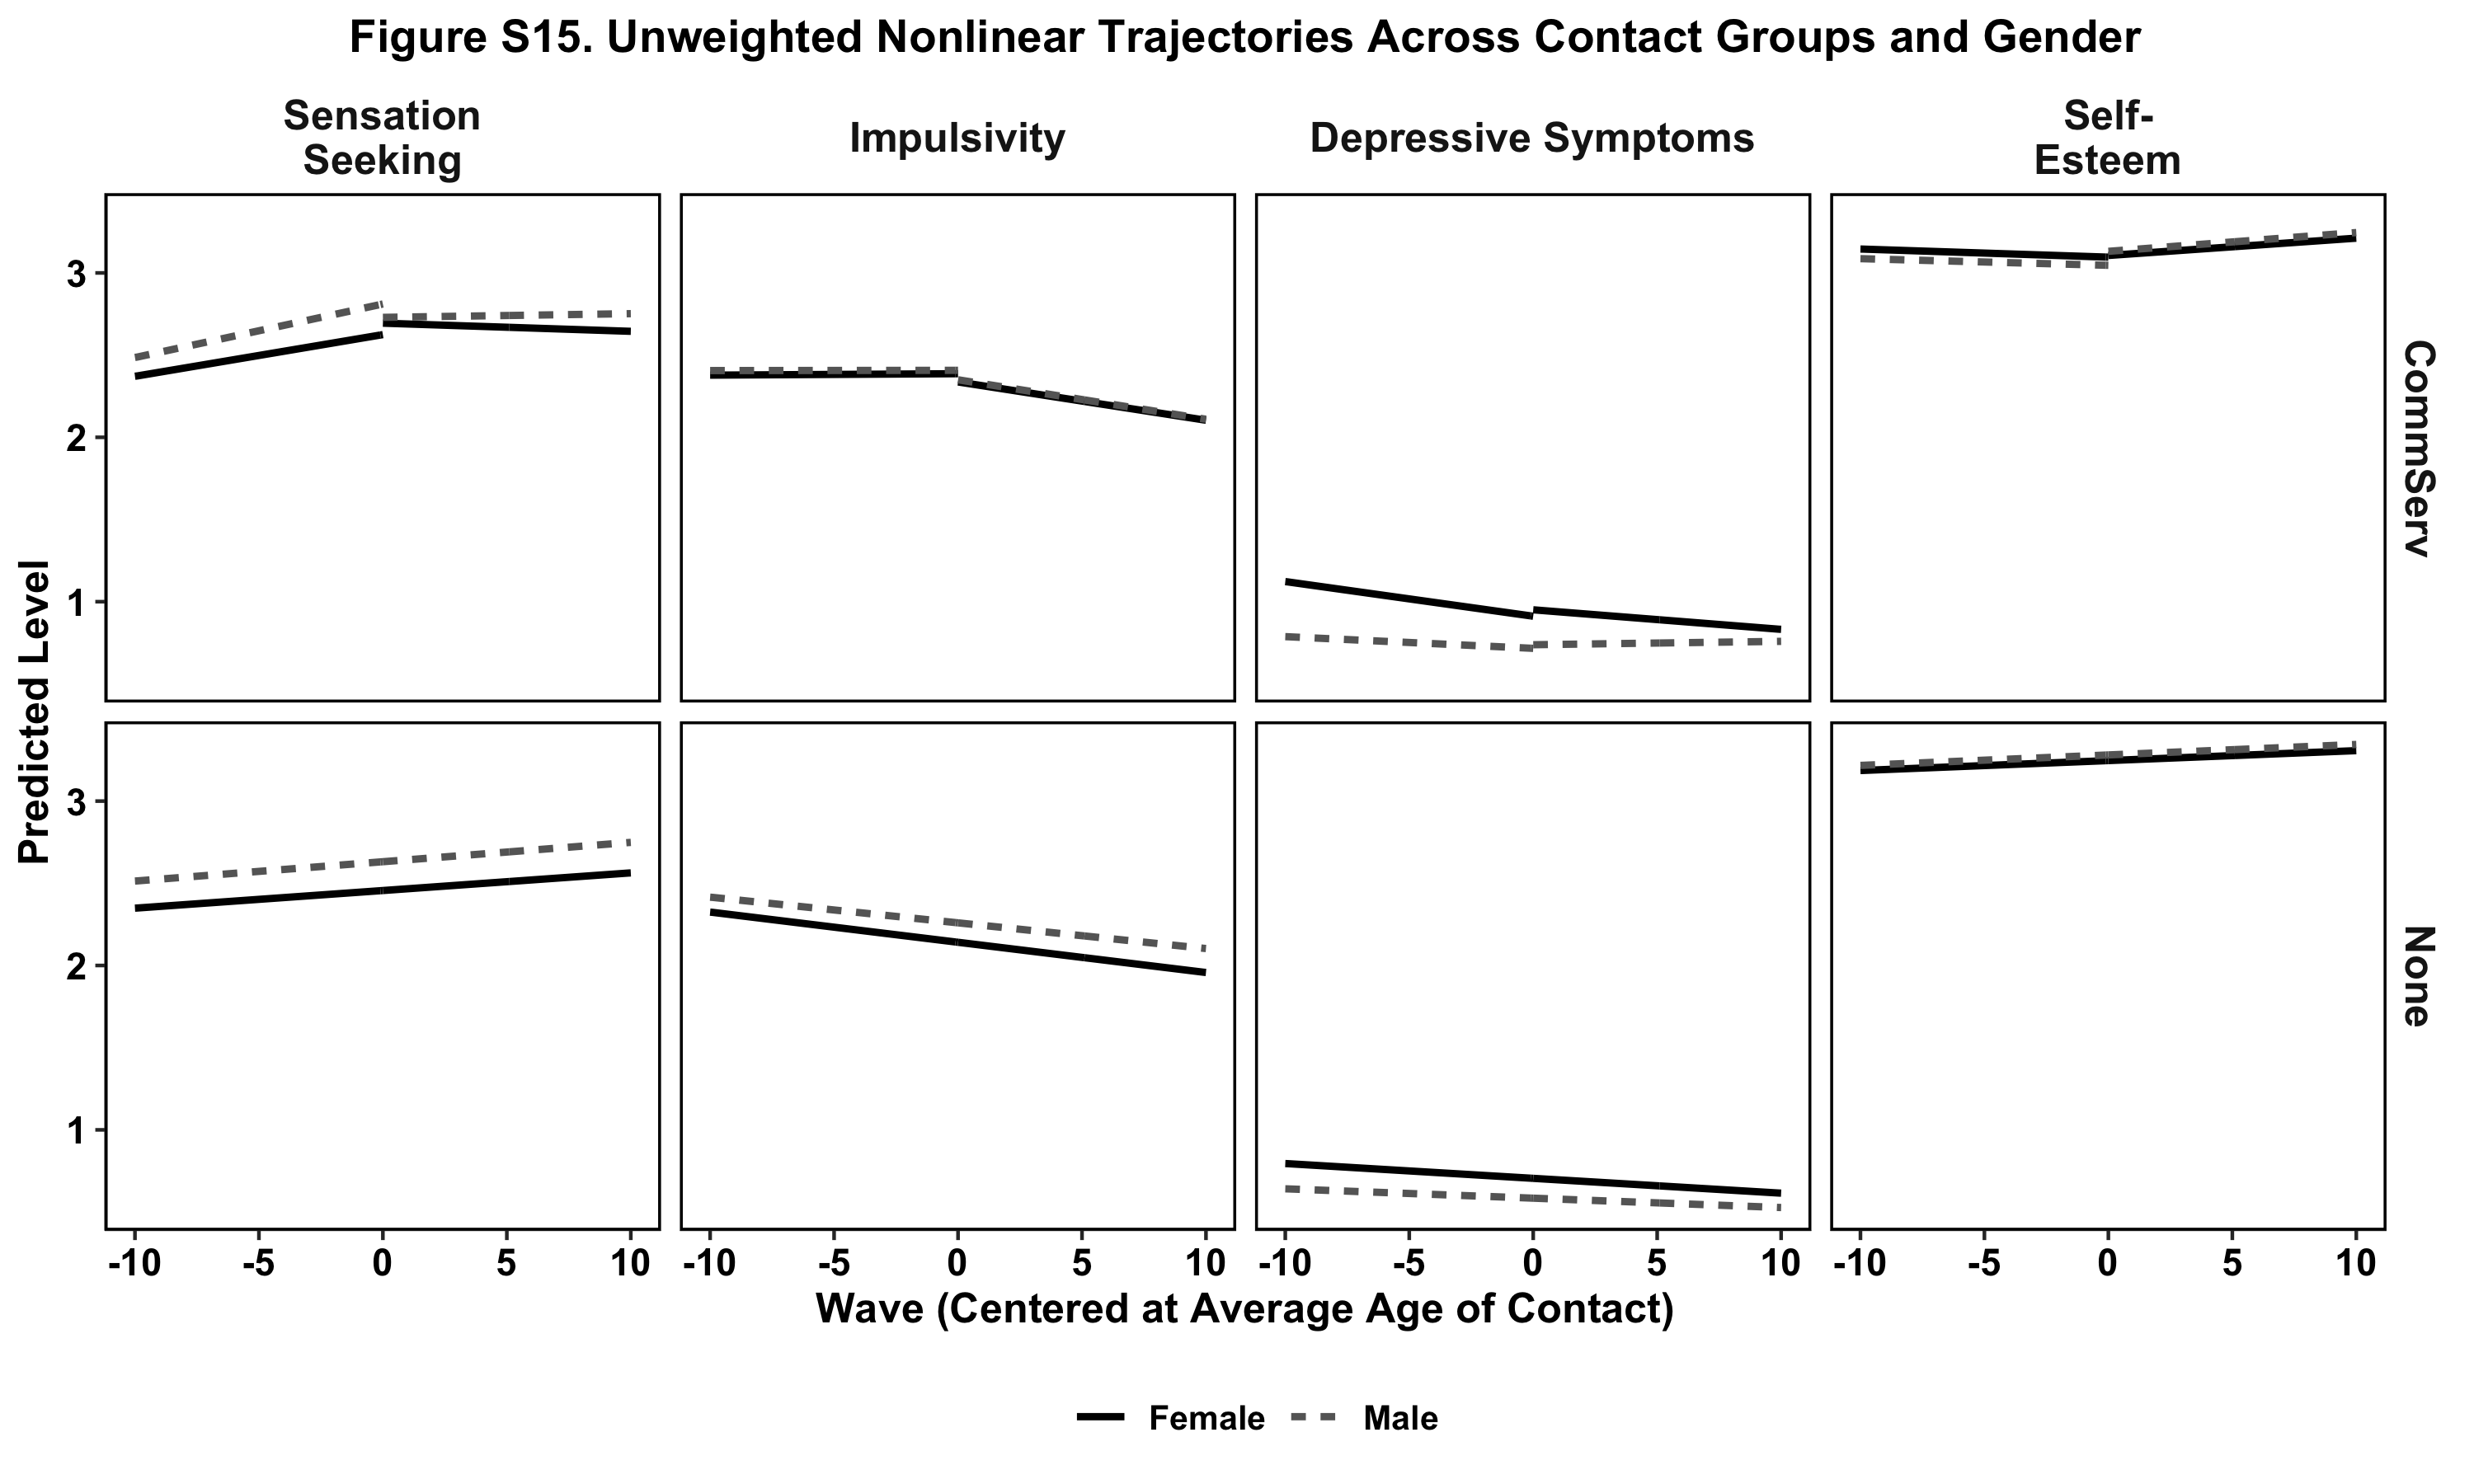 Figure S15. Unweighted Nonlinear Trajectories Across Contact Groups and Gender
Sensation
Seeking
Impulsivity
Depressive Symptoms
Self-
Esteem
Predicted Level
3
2
1
CommServ
3
2
1
None
-10 -5 0 5 10 -10 -5 0 5 10 -10 -5 0 5 10 -10 -5 0 5 10
Wave (Centered at Average Age of Contact)
Female Male